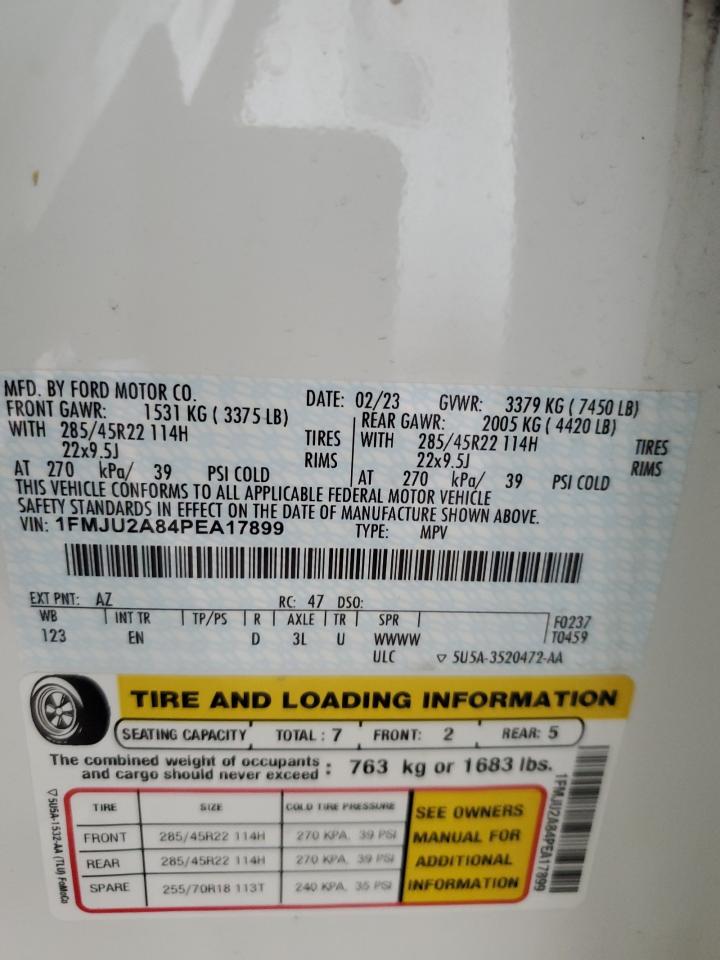 MFD. BY FORD MOTOR CO. DATE: 02/23 GVWR: 3379 KG ( 7450 LB)
FRONT GAWR: 1531 KG ( 3375 LB) REAR GAWR: 2005 KG ( 4420 LB)
WITH 285/45R22 114H TIRES WITH 285/45R22 114H TIRES
22x9.5J RIMS 22x9.5J RIMS
AT 270 kPa/ 39 PSI COLD AT 270 kPa/ 39 PSI COLD
THIS VEHICLE CONFORMS TO ALL APPLICABLE FEDERAL MOTOR VEHICLE
SAFETY STANDARDS IN EFFECT ON THE DATE OF MANUFACTURE SHOWN ABOVE.
VIN: 1FMJU2A84PEA17899 TYPE: MPV
EXT PNT: AZ RC: 47 DSO:
WB INT TR TP/PS R AXLE TR SPR F0237
123 EN D 3L U WWWW T0459
ULC ▽ 5U5A-3520472-AA
TIRE AND LOADING INFORMATION
SEATING CAPACITY TOTAL : 7 FRONT: 2 REAR: 5
The combined weight of occupants
and cargo should never exceed : 763 kg or 1683 lbs.
TIRE SIZE COLD TIRE PRESSURE
FRONT 285/45R22 114H 270 KPA, 39 PSI
REAR 285/45R22 114H 270 KPA, 39 PSI
SPARE 255/70R18 113T 240 KPA, 35 PSI
SEE OWNERS
MANUAL FOR
ADDITIONAL
INFORMATION
1FMJU2A84PEA17899
▽ 5U5A-1532-AA (TLU) FoMoCo